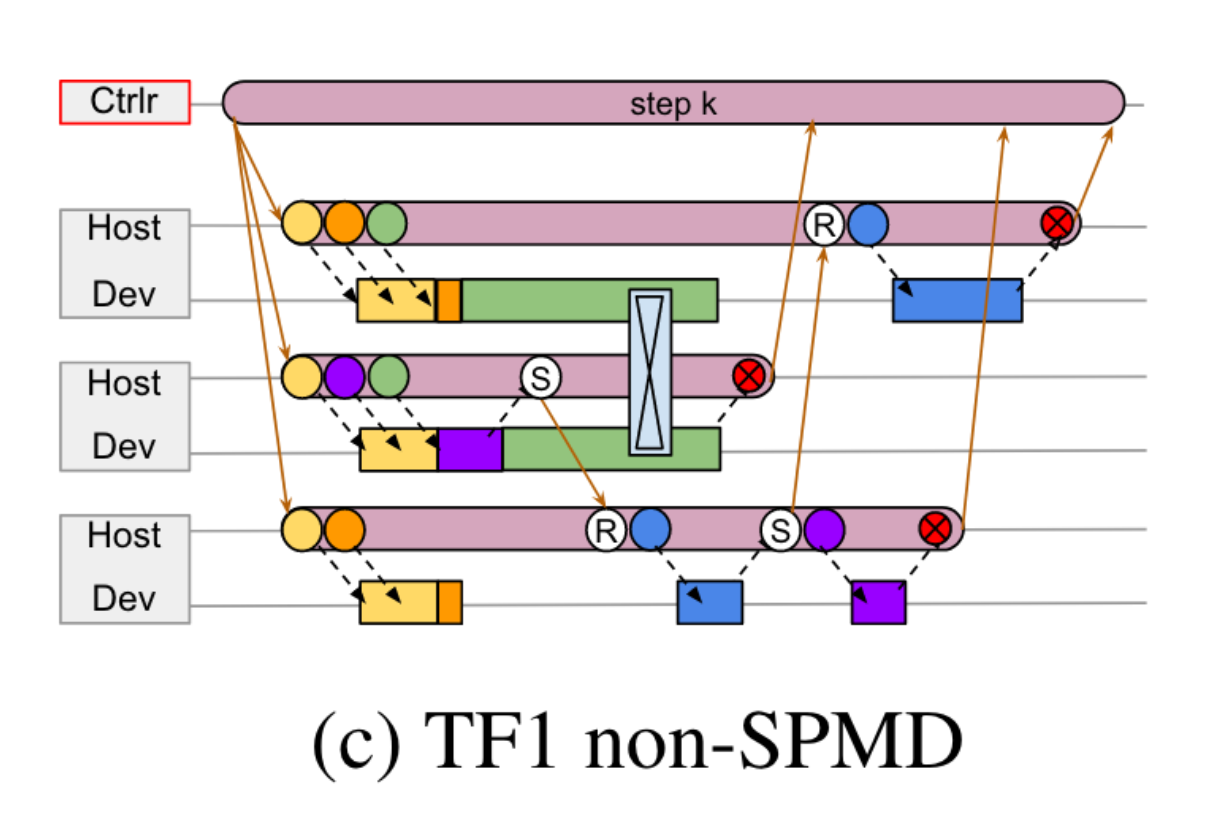 Ctrlr
step k
Host
R
Dev
Host
S
Dev
Host
R
S
Dev
(c) TF1 non-SPMD